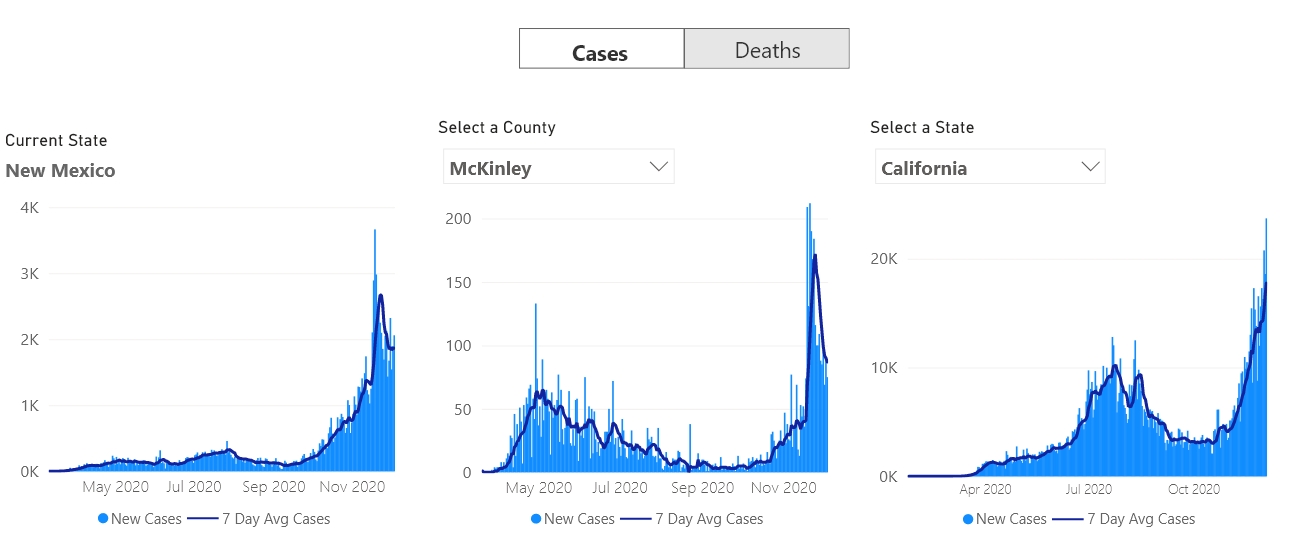 Cases Deaths
Current State
New Mexico
4K
3K
2K
1K
0K
May 2020 Jul 2020 Sep 2020 Nov 2020
New Cases 7 Day Avg Cases
Select a County
McKinley
200
150
100
50
0
May 2020 Jul 2020 Sep 2020 Nov 2020
New Cases 7 Day Avg Cases
Select a State
California
20K
10K
0K
Apr 2020 Jul 2020 Oct 2020
New Cases 7 Day Avg Cases